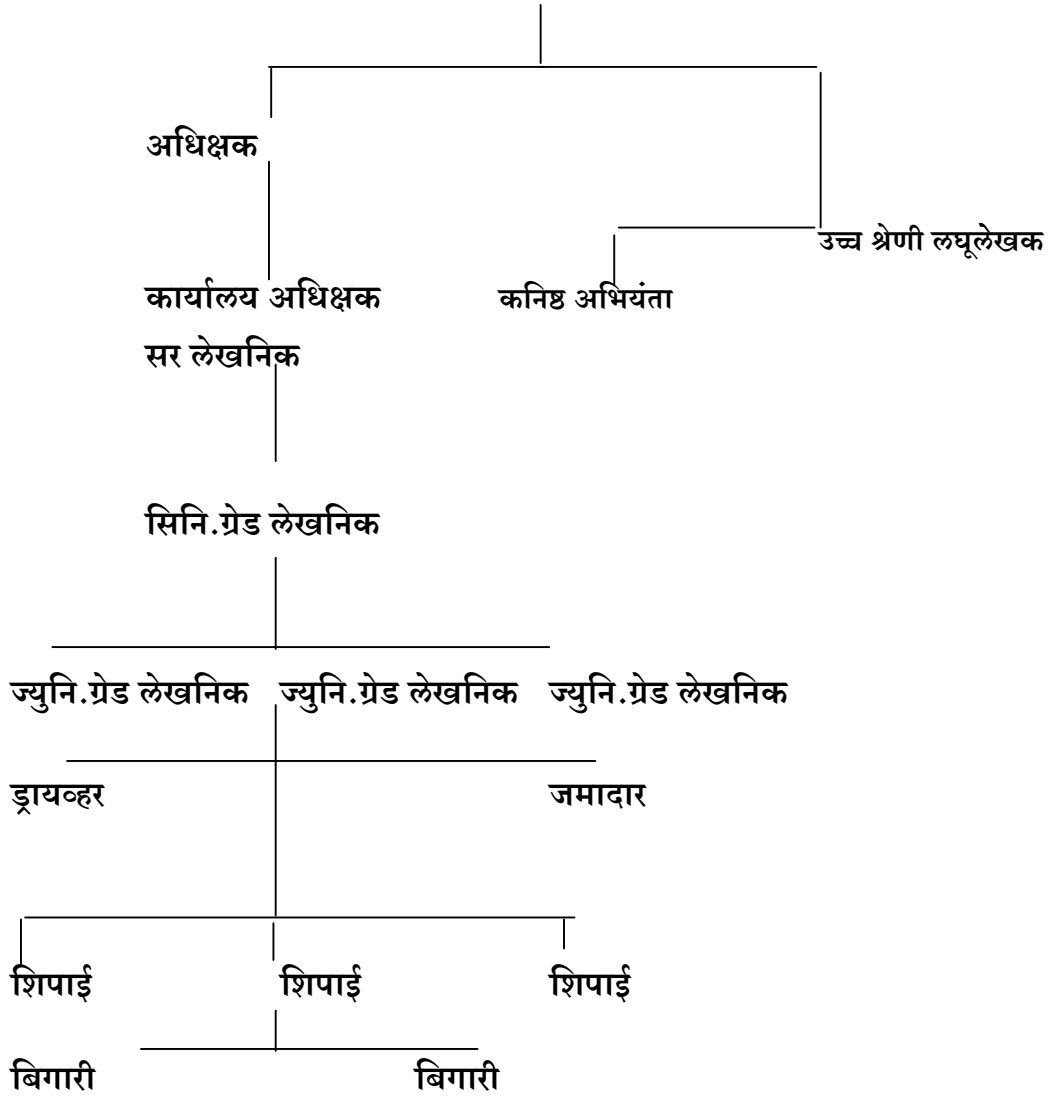 अधिक्षक
उच्च श्रेणी लघूलेखक
कार्यालय अधिक्षक
कनिष्ठ अभियंता
सर लेखनिक
सिनि.ग्रेड लेखनिक
ज्युनि.ग्रेड लेखनिक ज्युनि.ग्रेड लेखनिक ज्युनि.ग्रेड लेखनिक
ड्रायव्हर जमादार
शिपाई शिपाई शिपाई
बिगारी बिगारी